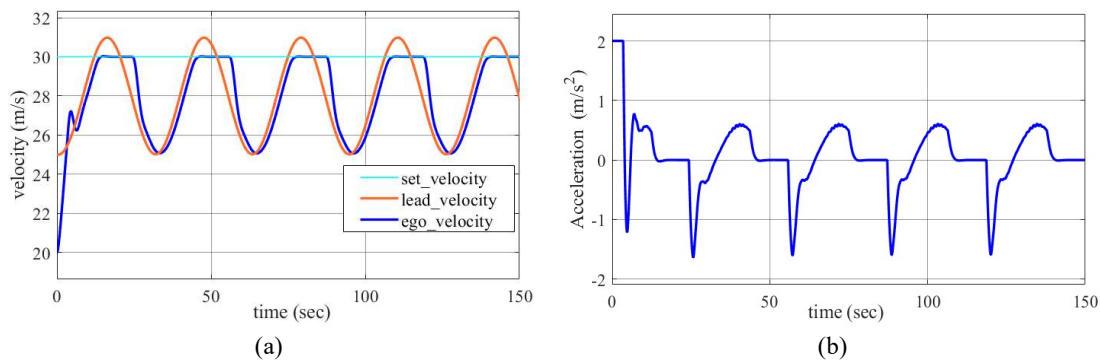 32
30
28
26
24
22
20
velocity (m/s)
set_velocity
lead_velocity
ego_velocity
0
50
100
150
time (sec)
(a)
2
1
0
-1
-2
Acceleration (m/s²)
0
50
100
150
time (sec)
(b)